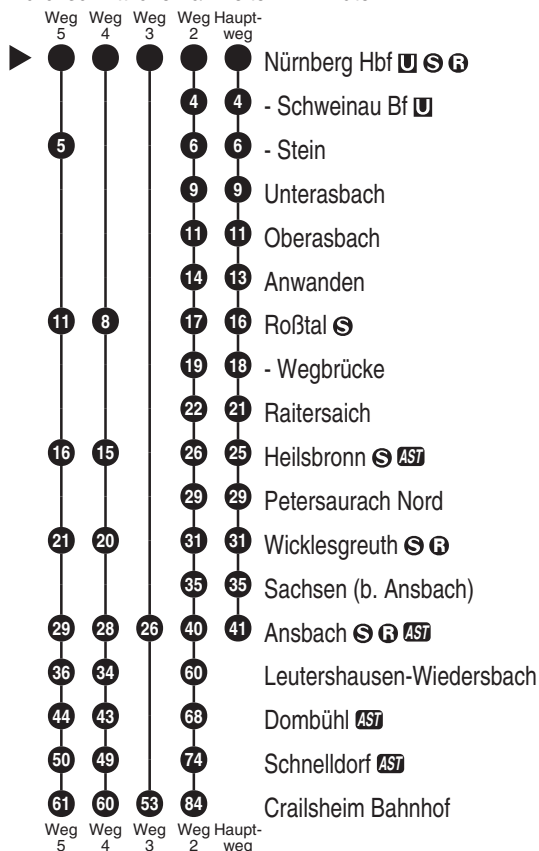 Weg Weg Weg Weg Haupt-
5 4 3 2 weg
Nürnberg Hbf U S R
4 4 - Schweinau Bf U
5 6 6 - Stein
9 9 Unterasbach
11 11 Oberasbach
14 13 Anwanden
11 8 17 16 Roßtal S
19 18 - Wegbrücke
22 21 Raitersaich
16 15 26 25 Heilsbronn S AST
29 29 Petersaurach Nord
21 20 31 31 Wicklesgreuth S R
35 35 Sachsen (b. Ansbach)
29 28 26 40 41 Ansbach S R AST
36 34 60 Leutershausen-Wiedersbach
44 43 68 Dombühl AST
50 49 74 Schnelldorf AST
61 60 53 84 Crailsheim Bahnhof
Weg Weg Weg Weg Haupt-
5 4 3 2 weg